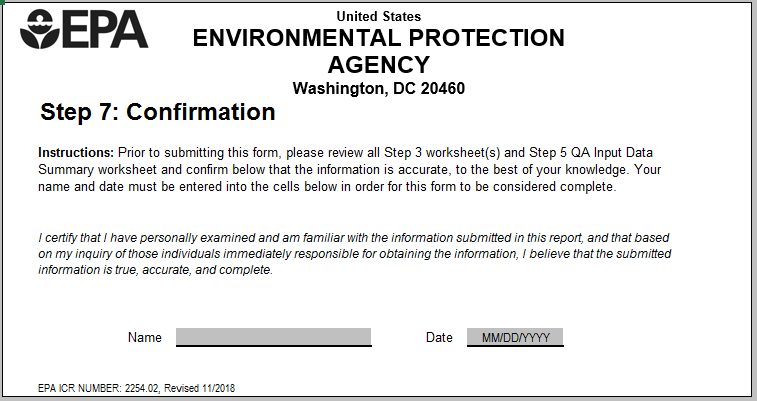 EPA
United States
ENVIRONMENTAL PROTECTION
AGENCY
Washington, DC 20460
Step 7: Confirmation
Instructions: Prior to submitting this form, please review all Step 3 worksheet(s) and Step 5 QA Input Data
Summary worksheet and confirm below that the information is accurate, to the best of your knowledge. Your
name and date must be entered into the cells below in order for this form to be considered complete.
I certify that I have personally examined and am familiar with the information submitted in this report, and that based
on my inquiry of those individuals immediately responsible for obtaining the information, I believe that the submitted
information is true, accurate, and complete.
Name Date MM/DD/YYYY
EPA ICR NUMBER: 2254.02, Revised 11/2018